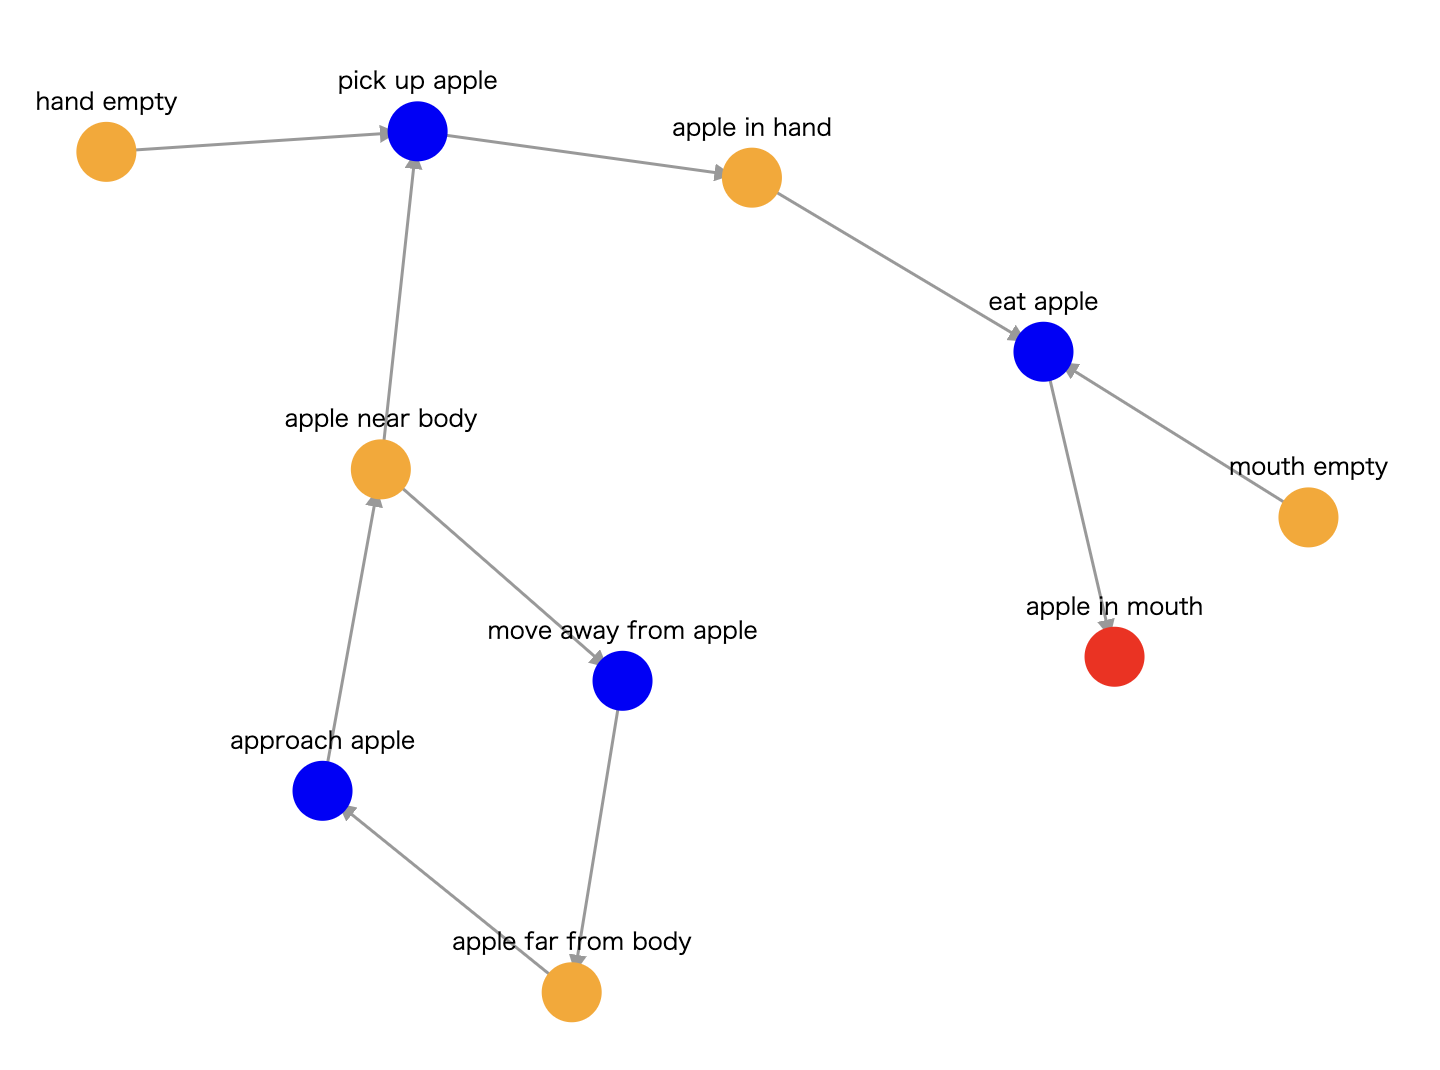 pick up apple
hand empty
apple in hand
eat apple
apple near body
mouth empty
apple in mouth
move away from apple
approach apple
apple far from body